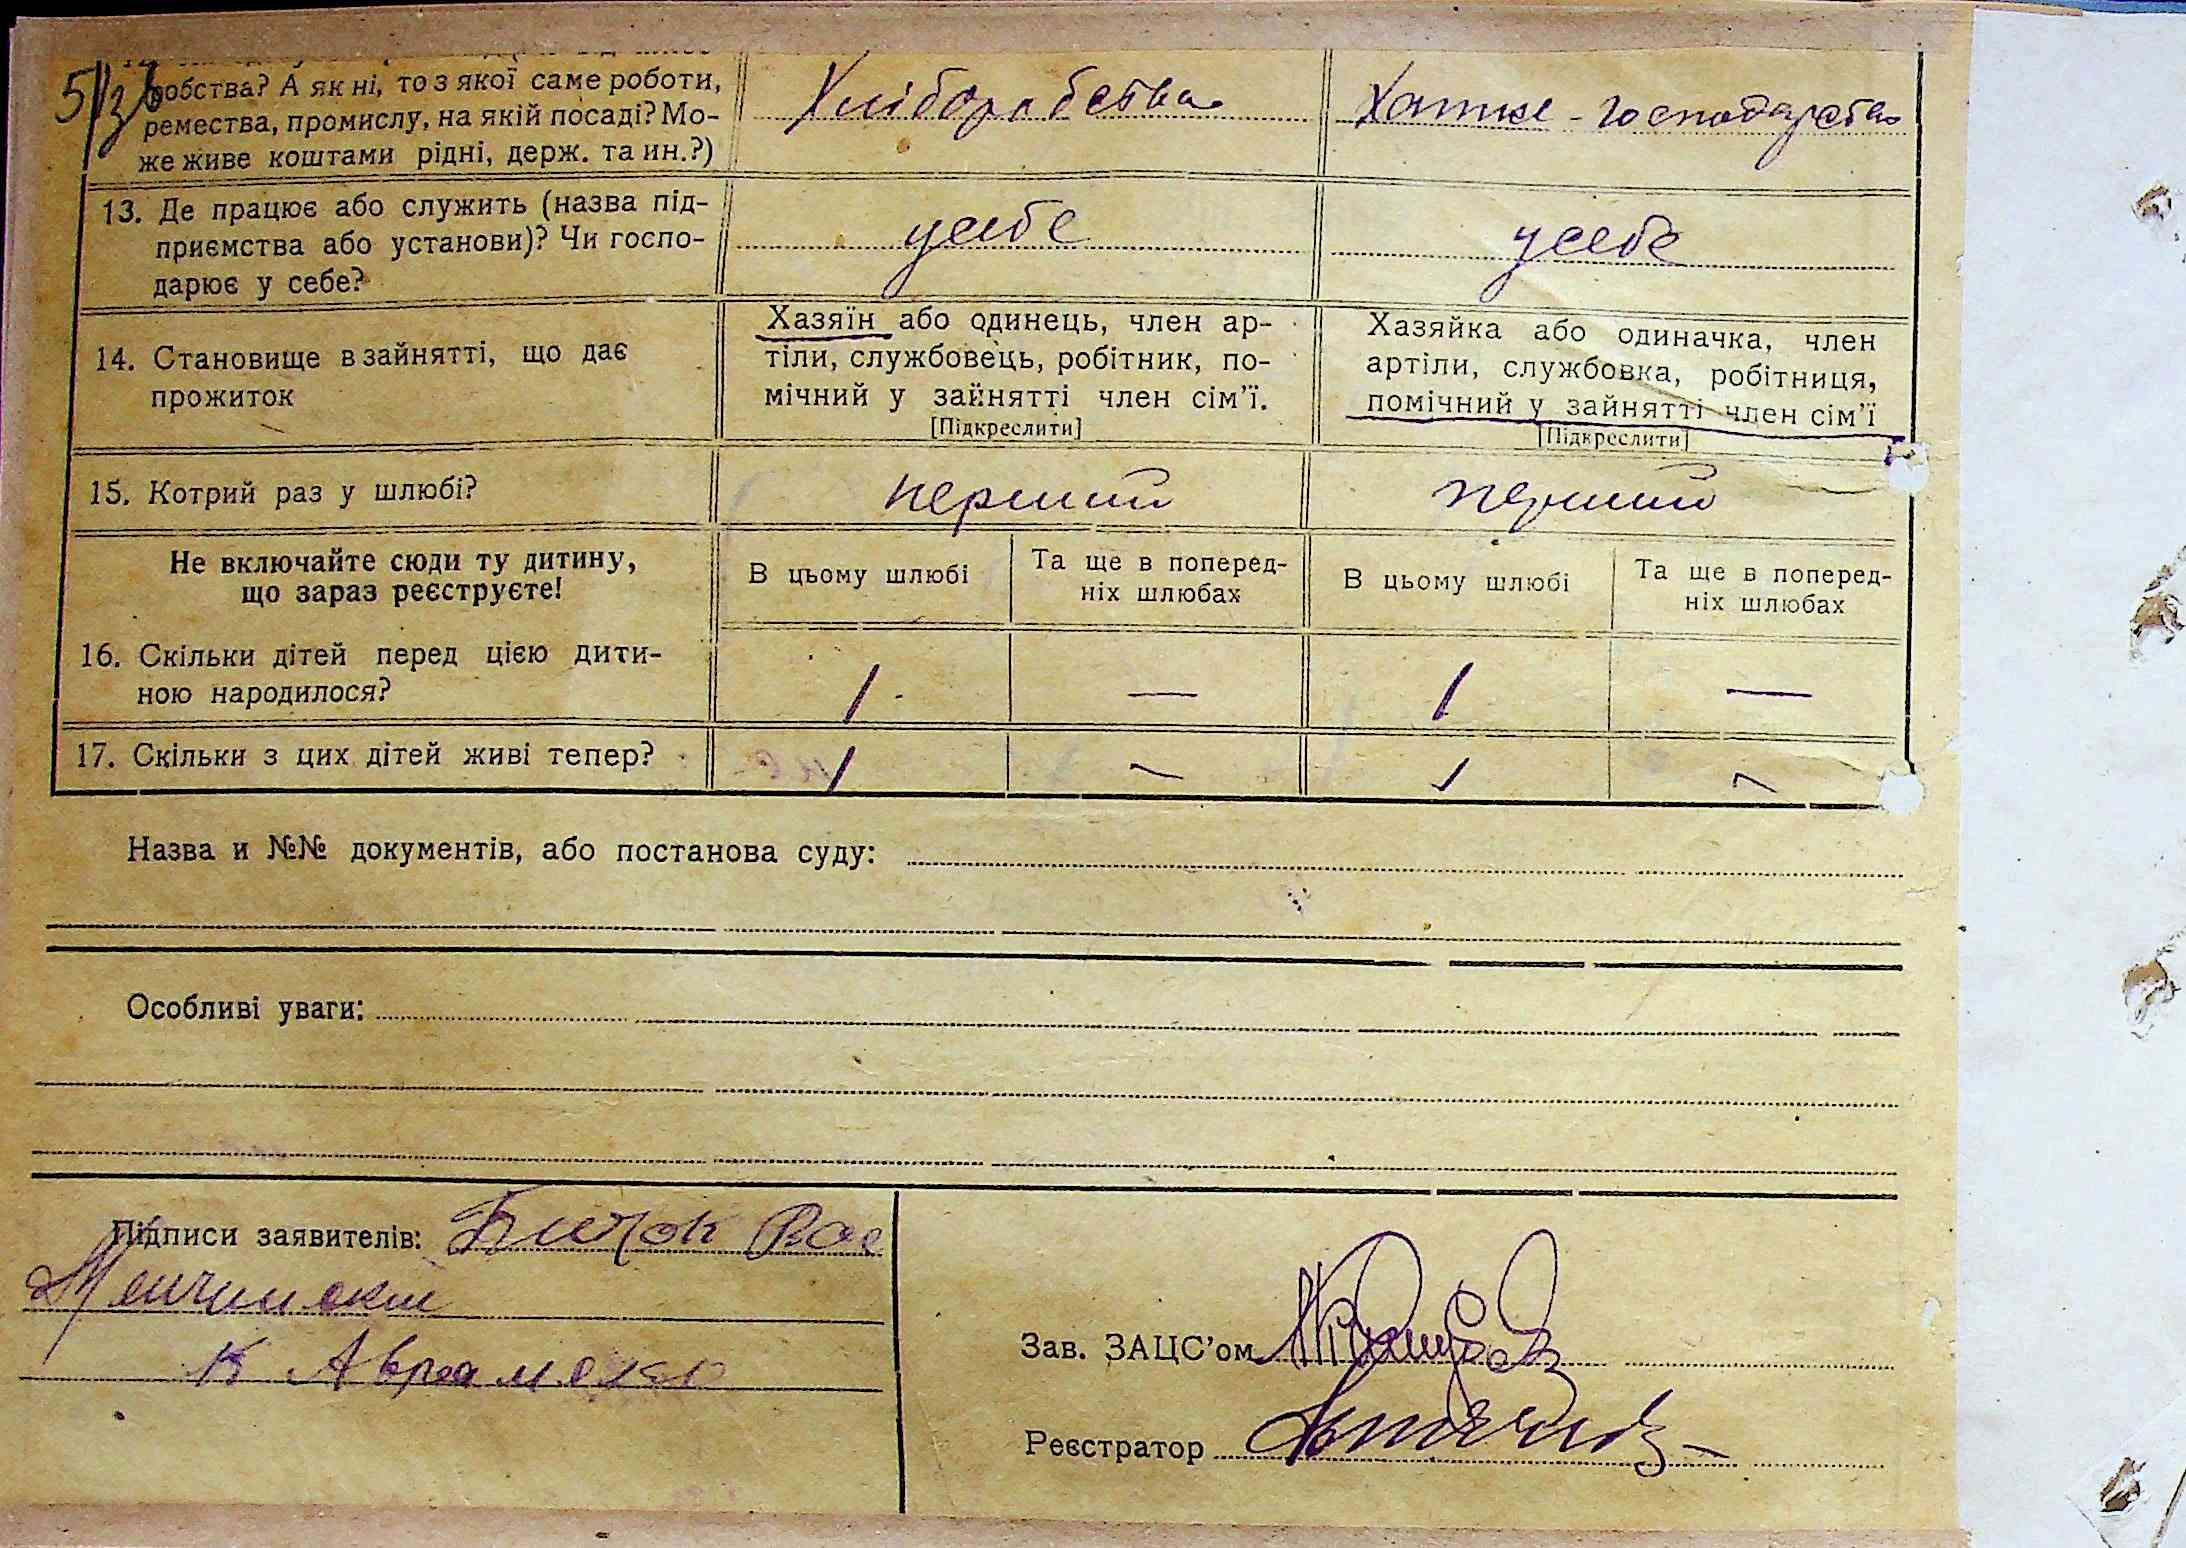 робства? А як ні, то з якої саме роботи,
ремества, промислу, на якій посаді? Мо-
же живе коштами рідні, держ. та ин.?)
Хліборобства
Хатнє - господарства
13. Де працює або служить (назва під-
приємства або установи)? Чи госпо-
дарює у себе?
у себе
у себе
14. Становище в зайнятті, що дає
прожиток
Хазяїн або одинець, член ар-
тіли, службовець, робітник, по-
мічний у зайнятті член сім'ї.
[Підкреслити]
Хазяйка або одиначка, член
артіли, службовка, робітниця,
помічний у зайнятті член сім'ї
[Підкреслити]
15. Котрий раз у шлюбі?
перший
перший
Не включайте сюди ту дитину,
що зараз реєструєте!
В цьому шлюбі
Та ще в поперед-
ніх шлюбах
В цьому шлюбі
Та ще в поперед-
ніх шлюбах
16. Скільки дітей перед цією дити-
ною народилося?
1
—
1
—
17. Скільки з цих дітей живі тепер?
1
—
1
—
Назва и №№ документів, або постанова суду:
Особливі уваги:
Підписи заявителів: Бичок Вас
К Авраменко
Зав. ЗАЦС'ом
Реєстратор